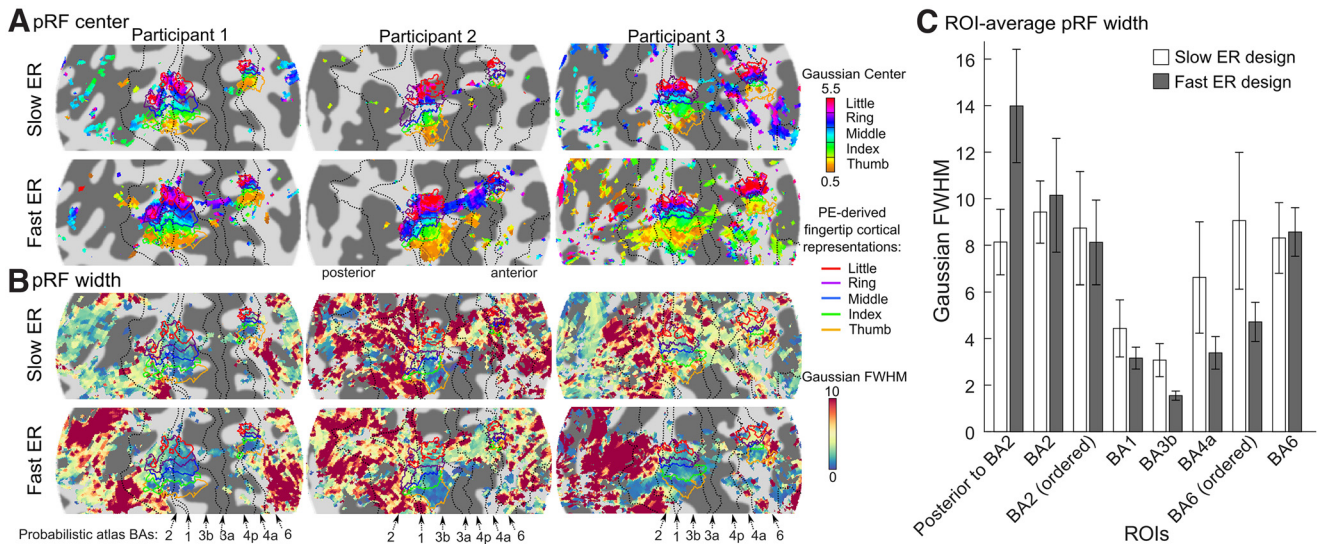 A pRF center
Participant 1
Participant 2
Participant 3
Slow ER
Fast ER
Gaussian Center
5.5
0.5
Little
Ring
Middle
Index
Thumb
PE-derived
fingertip cortical
representations:
Little
Ring
Middle
Index
Thumb
posterior
anterior
B pRF width
Slow ER
Fast ER
Gaussian FWHM
10
0
Probabilistic atlas BAs: 2 1 3b 3a 4p 4a 6
2 1 3b 3a 4p 4a 6
2 1 3b 3a 4p 4a 6
C ROI-average pRF width
Slow ER design
Fast ER design
Gaussian FWHM
16
14
12
10
8
6
4
2
0
Posterior to BA2
BA2
BA2 (ordered)
BA1
BA3b
BA4a
BA6 (ordered)
BA6
ROIs